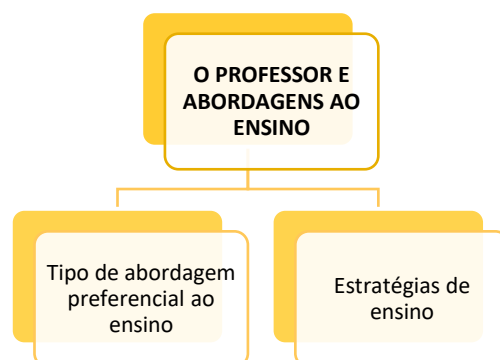 O PROFESSOR E
ABORDAGENS AO
ENSINO
Tipo de abordagem
preferencial ao
ensino
Estratégias de
ensino